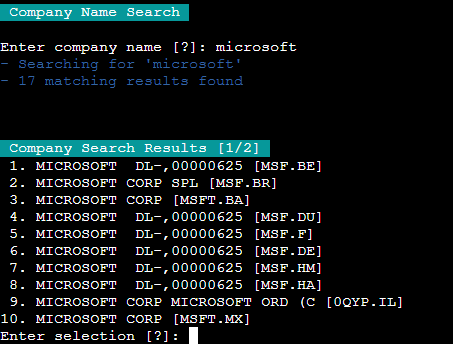 Company Name Search
Enter company name [?]: microsoft
- Searching for 'microsoft'
- 17 matching results found
Company Search Results [1/2]
1. MICROSOFT  DL-,00000625 [MSF.BE]
2. MICROSOFT CORP SPL [MSF.BR]
3. MICROSOFT CORP [MSFT.BA]
4. MICROSOFT  DL-,00000625 [MSF.DU]
5. MICROSOFT  DL-,00000625 [MSF.F]
6. MICROSOFT  DL-,00000625 [MSF.DE]
7. MICROSOFT  DL-,00000625 [MSF.HM]
8. MICROSOFT  DL-,00000625 [MSF.HA]
9. MICROSOFT CORP MICROSOFT ORD (C [0QYP.IL]
10. MICROSOFT CORP [MSFT.MX]
Enter selection [?]: